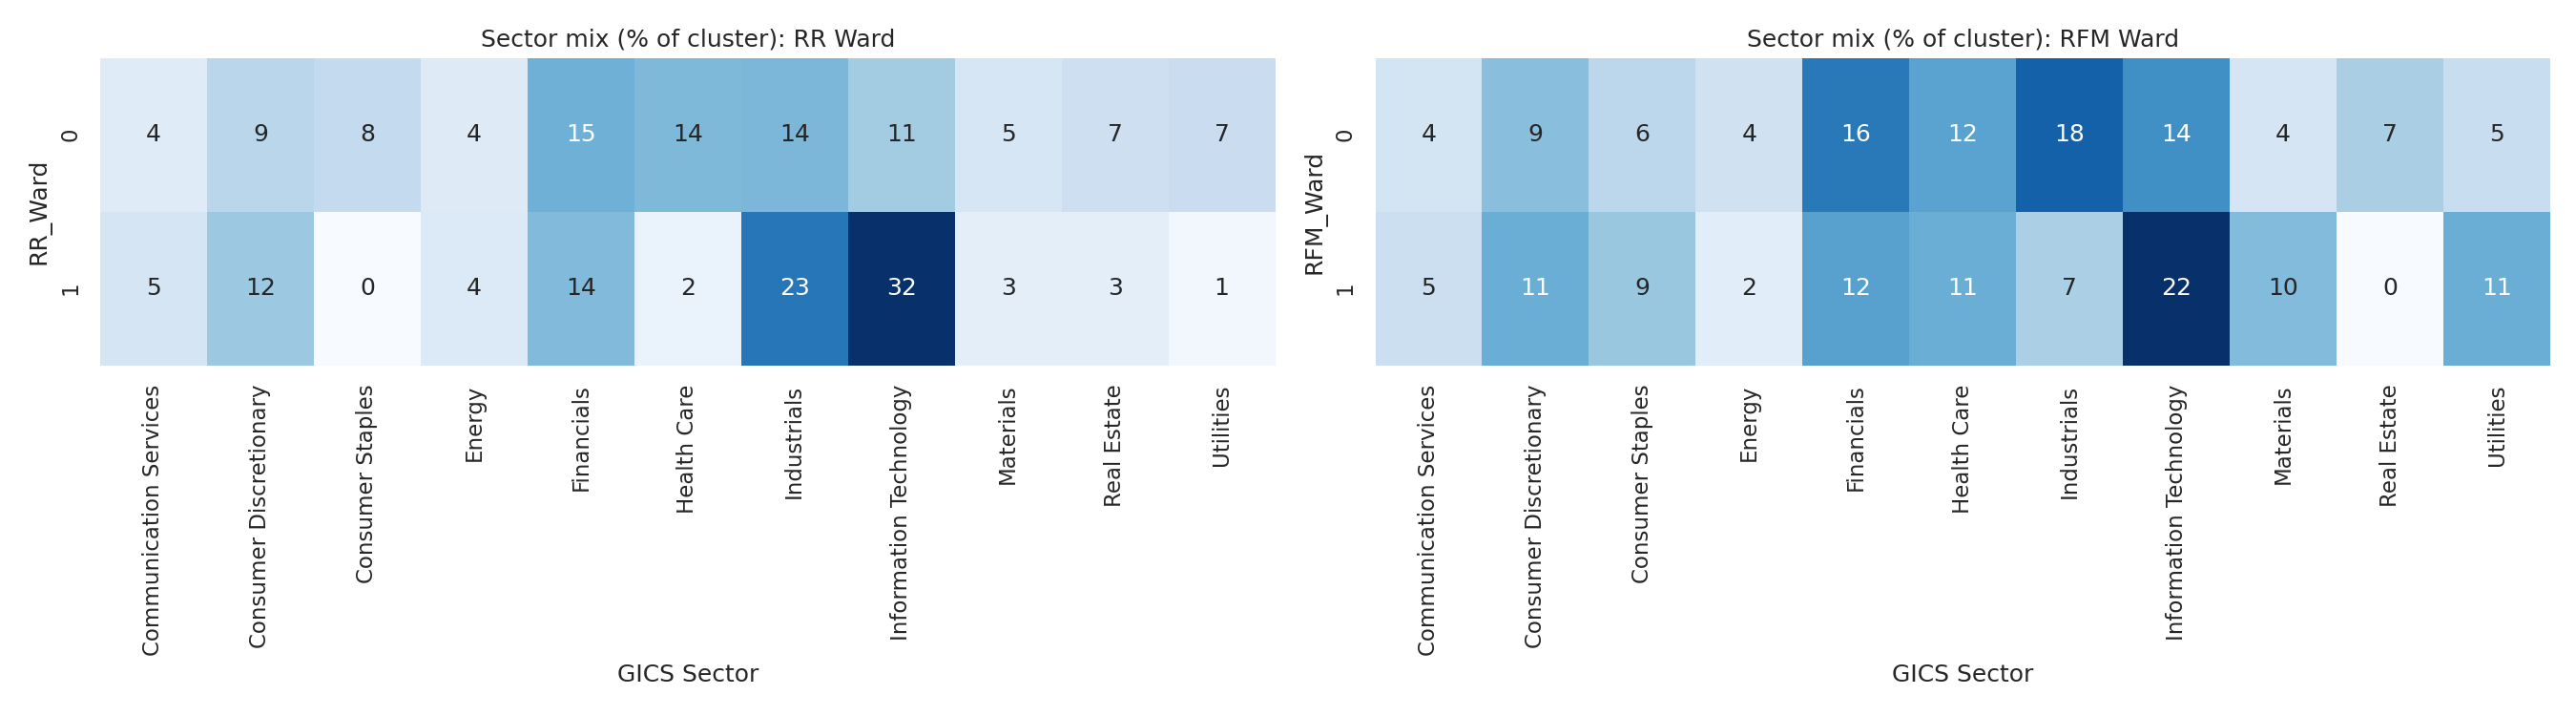 Sector mix (% of cluster): RR Ward
RR_Ward
0
4 9 8 4 15 14 14 11 5 7 7
1
5 12 0 4 14 2 23 32 3 3 1
Communication Services
Consumer Discretionary
Consumer Staples
Energy
Financials
Health Care
Industrials
Information Technology
Materials
Real Estate
Utilities
GICS Sector
Sector mix (% of cluster): RFM Ward
RFM_Ward
0
4 9 6 4 16 12 18 14 4 7 5
1
5 11 9 2 12 11 7 22 10 0 11
Communication Services
Consumer Discretionary
Consumer Staples
Energy
Financials
Health Care
Industrials
Information Technology
Materials
Real Estate
Utilities
GICS Sector